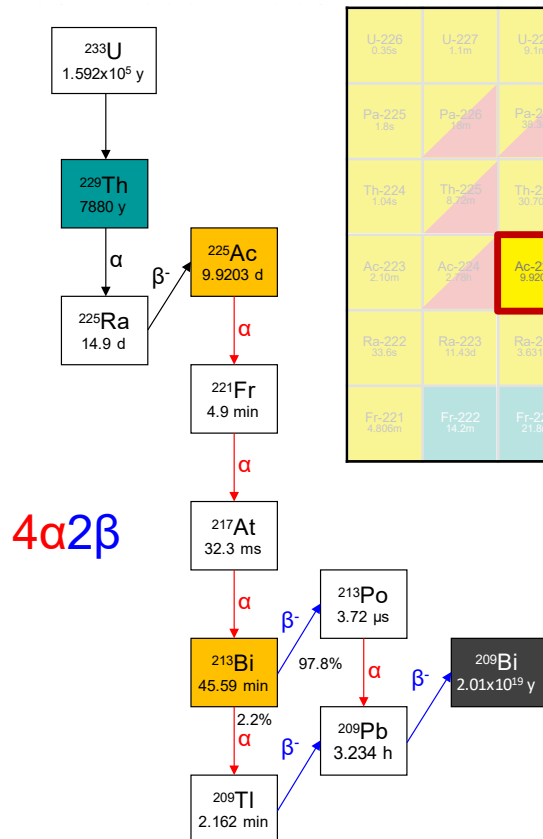 ²³³U
1.592x10⁵ y
²²⁹Th
7880 y
α
²²⁵Ra
14.9 d
β⁻
²²⁵Ac
9.9203 d
α
²²¹Fr
4.9 min
α
²¹⁷At
32.3 ms
α
4α2β
²¹³Bi
45.59 min
β⁻
97.8%
²¹³Po
3.72 µs
α
2.2%
α
²⁰⁹Tl
2.162 min
β⁻
²⁰⁹Pb
3.234 h
β⁻
²⁰⁹Bi
2.01x10¹⁹ y
U-226
0.35s
U-227
1.1m
9.1m
Pa-225
1.8s
Pa-226
Th-224
1.04s
Th-225
8.72m
Ac-223
2.10m
Ac-224
2.78h
Ra-222
33.6s
Ra-223
11.43d
Fr-221
4.806m
Fr-222
14.2m